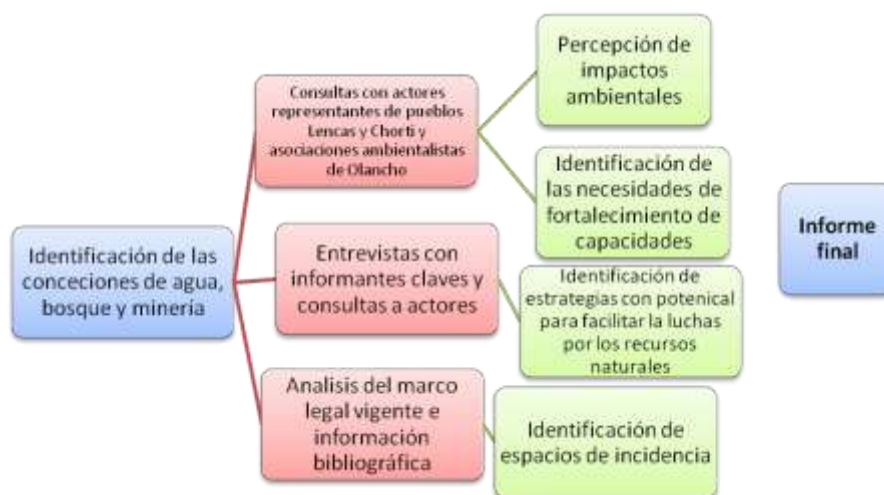 Identificación de las
conceciones de agua,
bosque y minería
Consultas con actores
representantes de pueblos
Lencas y Chorti y
asociaciones ambientalistas
de Olancho
Entrevistas con
informantes claves y
consultas a actores
Analisis del marco
legal vigente e
información
bibliográfica
Percepción de
impactos
ambientales
Identificación de
las necesidades de
fortalecimiento de
capacidades
Identificación de
estrategias con potenical
para facilitar la luchas
por los recursos
naturales
Identificación de
espacios de incidencia
Informe
final